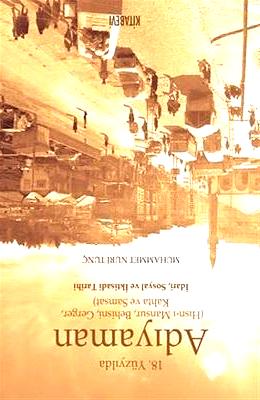 18. Yüzyılda
Adıyaman
(Hısn-ı Mansur, Behisni, Gerger,
Kahta ve Samsat)
İdari, Sosyal ve İktisadi Tarihi
MUHAMMET NURİ TUNÇ
KİTABEVİ